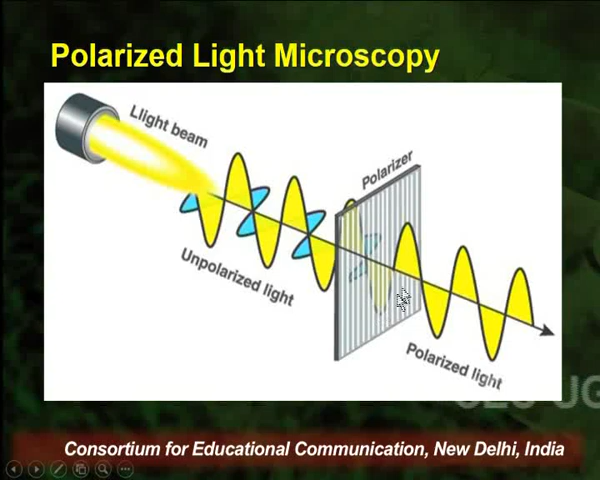 Polarized Light Microscopy
Llight beam
Polarizer
Unpolarized light
Polarized light
Consortium for Educational Communication, New Delhi, India